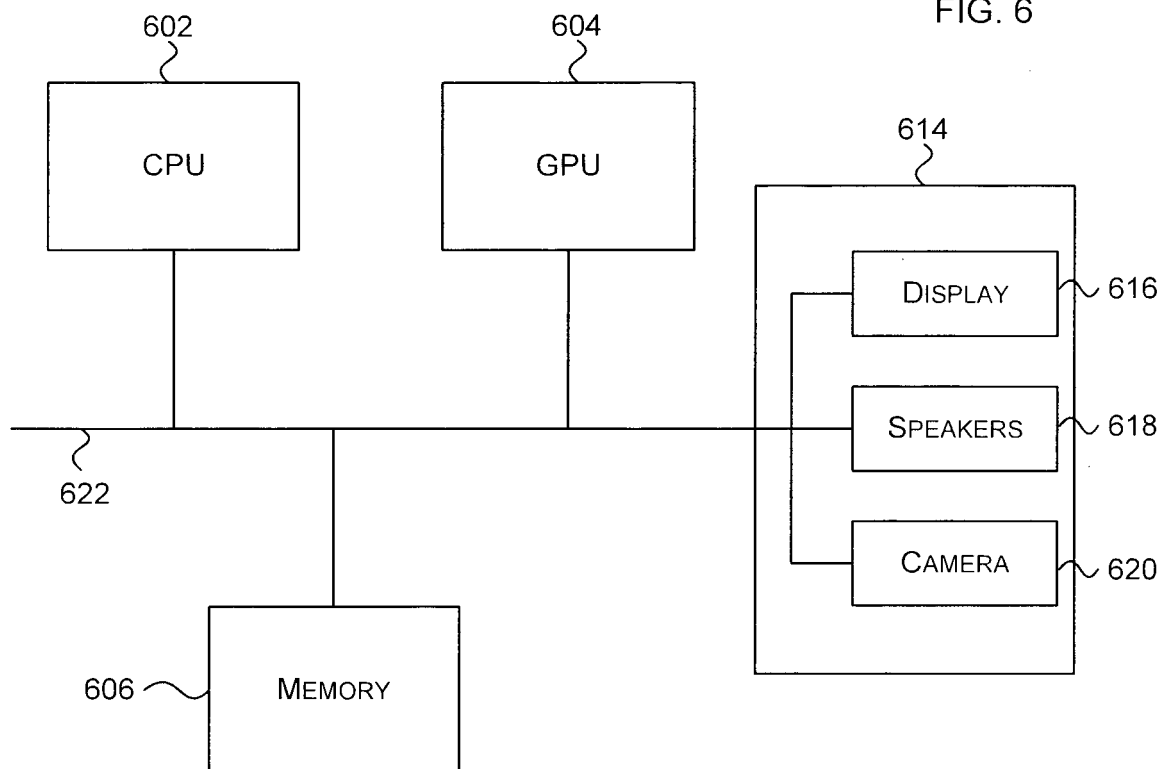 FIG. 6
602
604
CPU
GPU
614
DISPLAY
616
SPEAKERS
618
622
CAMERA
620
606
MEMORY